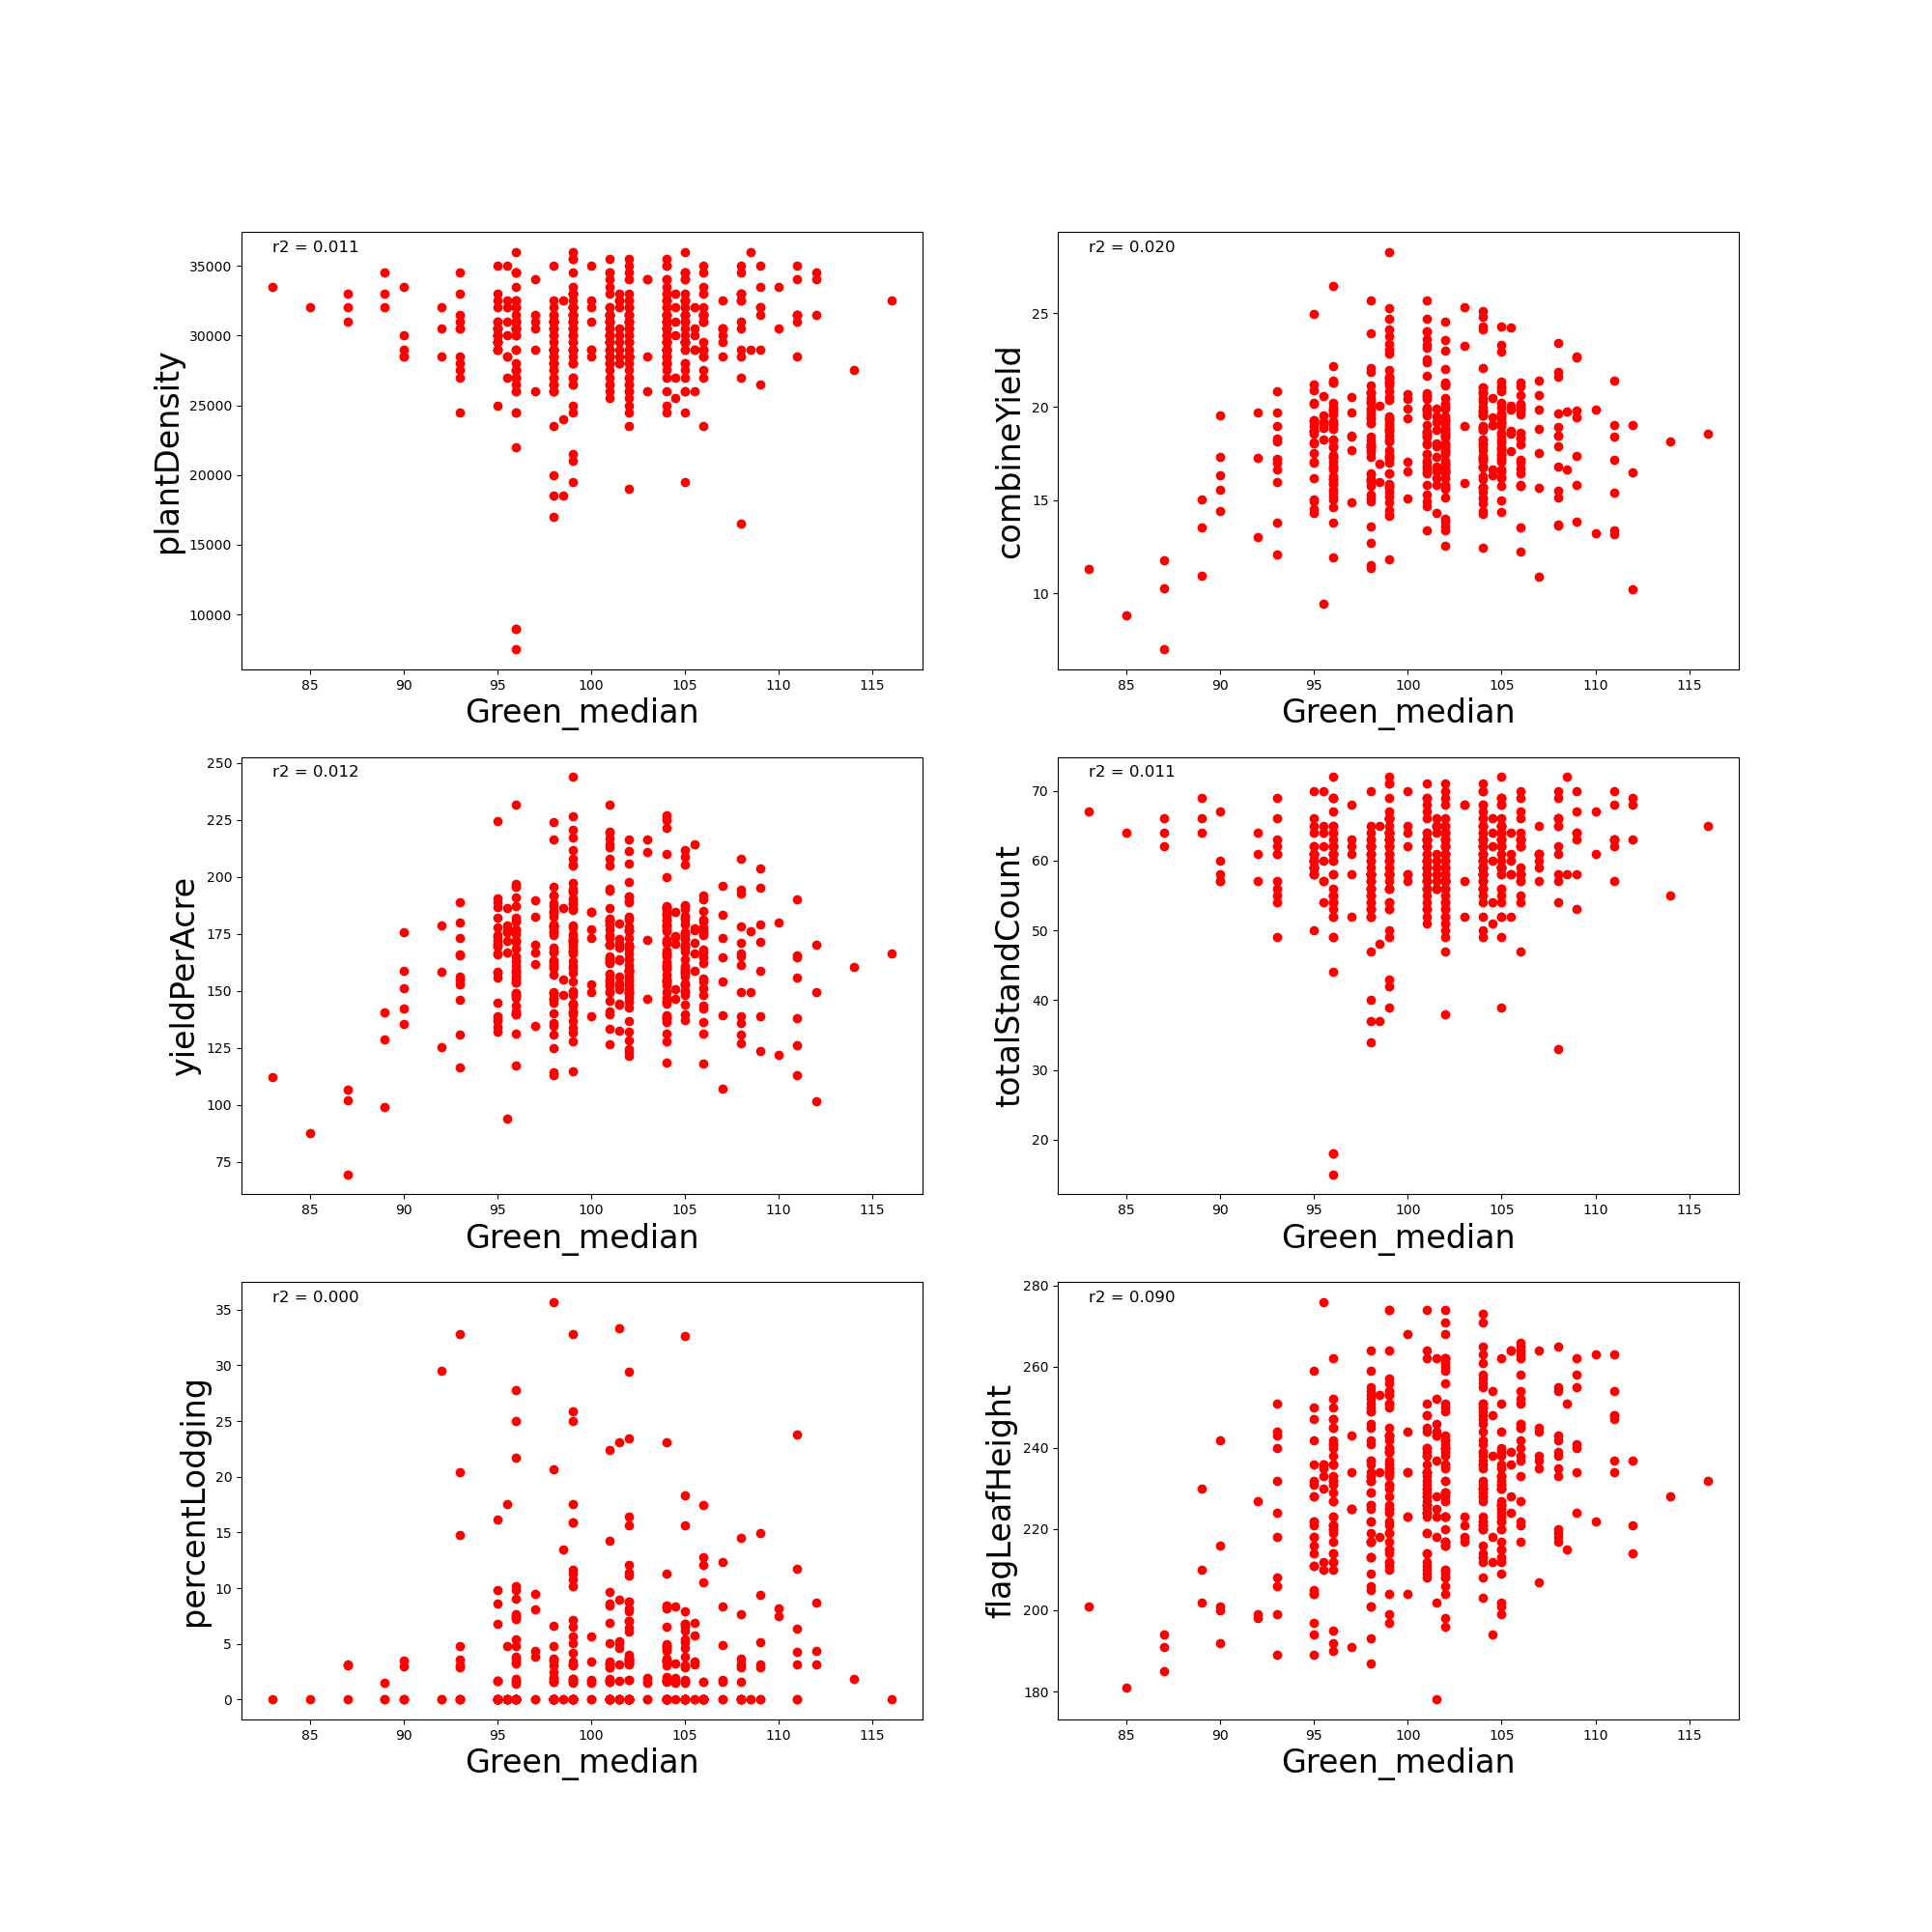 r2 = 0.011
35000
30000
25000
20000
15000
10000
plantDensity
85 90 95 100 105 110 115
Green_median
r2 = 0.020
25
20
15
10
combineYield
85 90 95 100 105 110 115
Green_median
r2 = 0.012
250
225
200
175
150
125
100
75
yieldPerAcre
85 90 95 100 105 110 115
Green_median
r2 = 0.011
70
60
50
40
30
20
totalStandCount
85 90 95 100 105 110 115
Green_median
r2 = 0.000
35
30
25
20
15
10
5
0
percentLodging
85 90 95 100 105 110 115
Green_median
r2 = 0.090
280
260
240
220
200
180
flagLeafHeight
85 90 95 100 105 110 115
Green_median